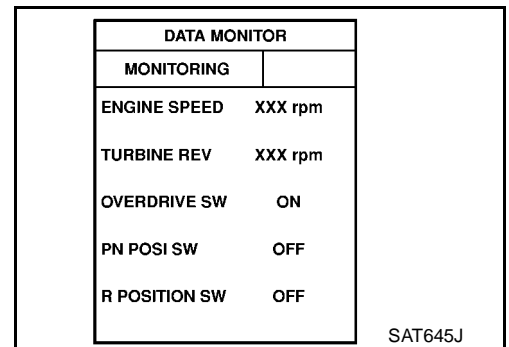 DATA MONITOR
MONITORING
ENGINE SPEED XXX rpm
TURBINE REV XXX rpm
OVERDRIVE SW ON
PN POSI SW OFF
R POSITION SW OFF
SAT645J